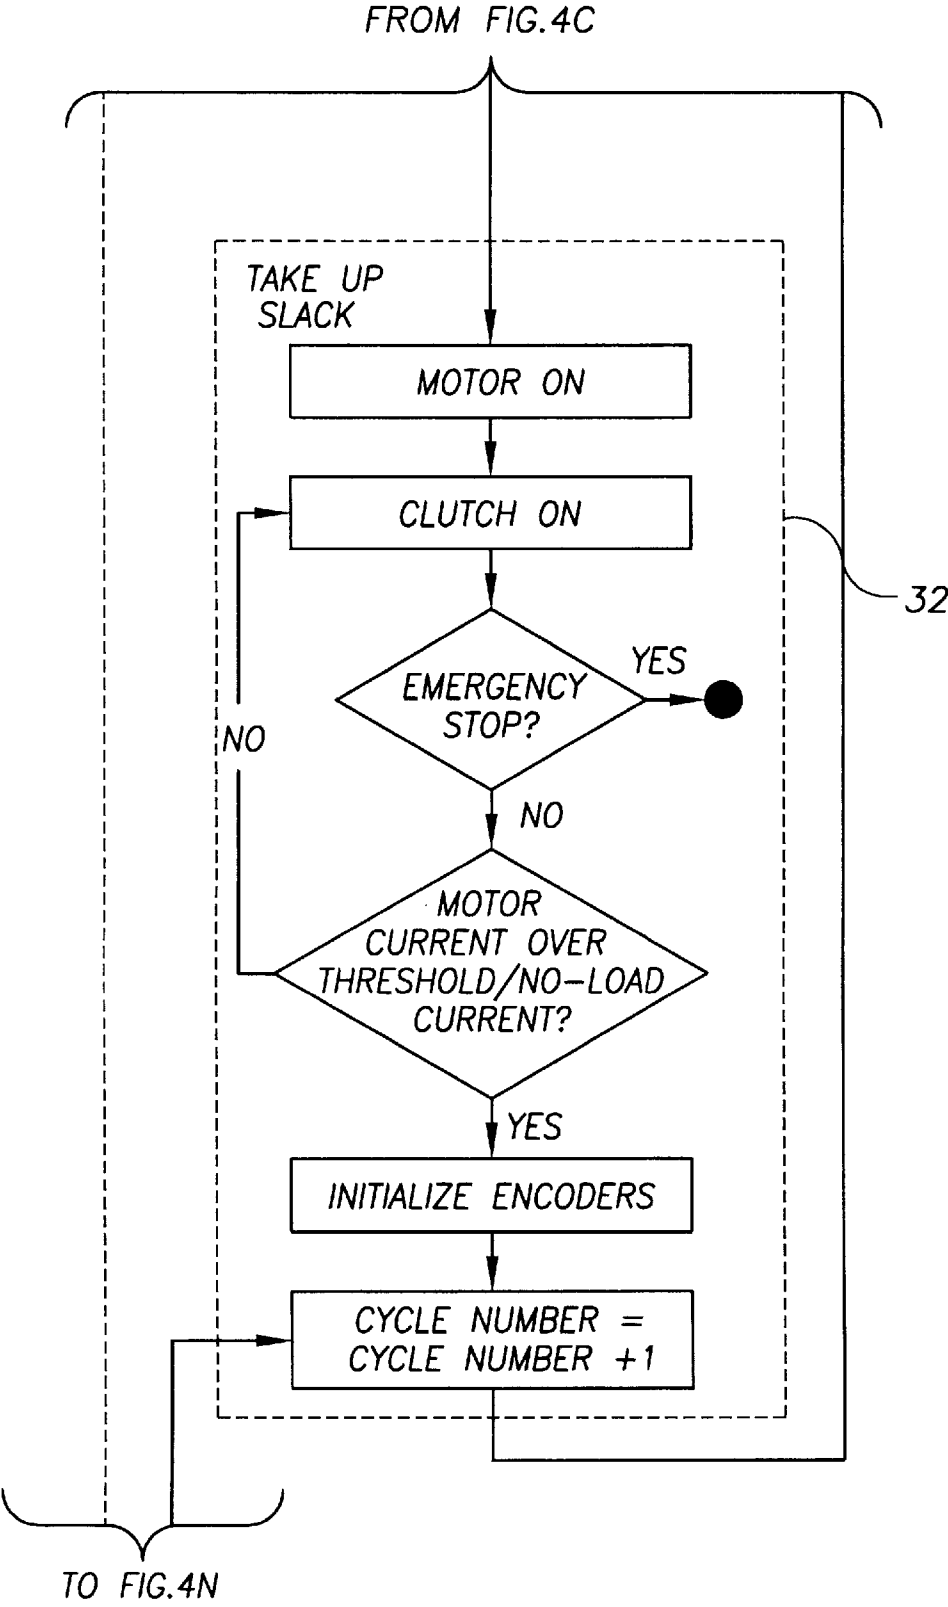 FROM FIG.4C
TAKE UP
SLACK
MOTOR ON
CLUTCH ON
32
YES
EMERGENCY
STOP?
NO
NO
MOTOR
CURRENT OVER
THRESHOLD/NO-LOAD
CURRENT?
YES
INITIALIZE ENCODERS
CYCLE NUMBER =
CYCLE NUMBER +1
TO FIG.4N